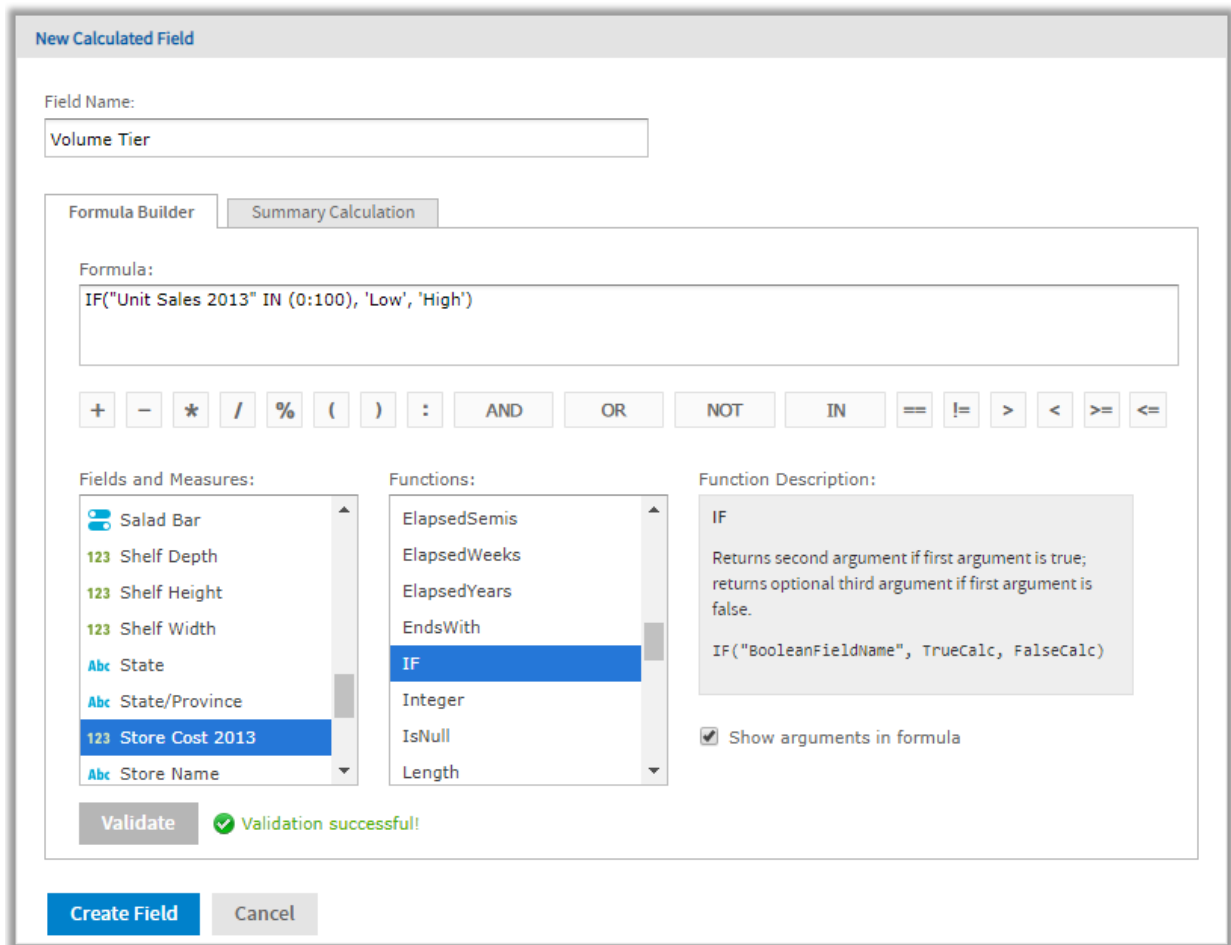 New Calculated Field
Field Name:
Volume Tier
Formula Builder
Summary Calculation
Formula:
IF("Unit Sales 2013" IN (0:100), 'Low', 'High')
+ − * / % ( ) : AND OR NOT IN == != > < >= <=
Fields and Measures:
Salad Bar
123 Shelf Depth
123 Shelf Height
123 Shelf Width
Abc State
Abc State/Province
123 Store Cost 2013
Abc Store Name
Functions:
ElapsedSemis
ElapsedWeeks
ElapsedYears
EndsWith
IF
Integer
IsNull
Length
Function Description:
IF
Returns second argument if first argument is true;
returns optional third argument if first argument is
false.
IF("BooleanFieldName", TrueCalc, FalseCalc)
Show arguments in formula
Validate
Validation successful!
Create Field
Cancel